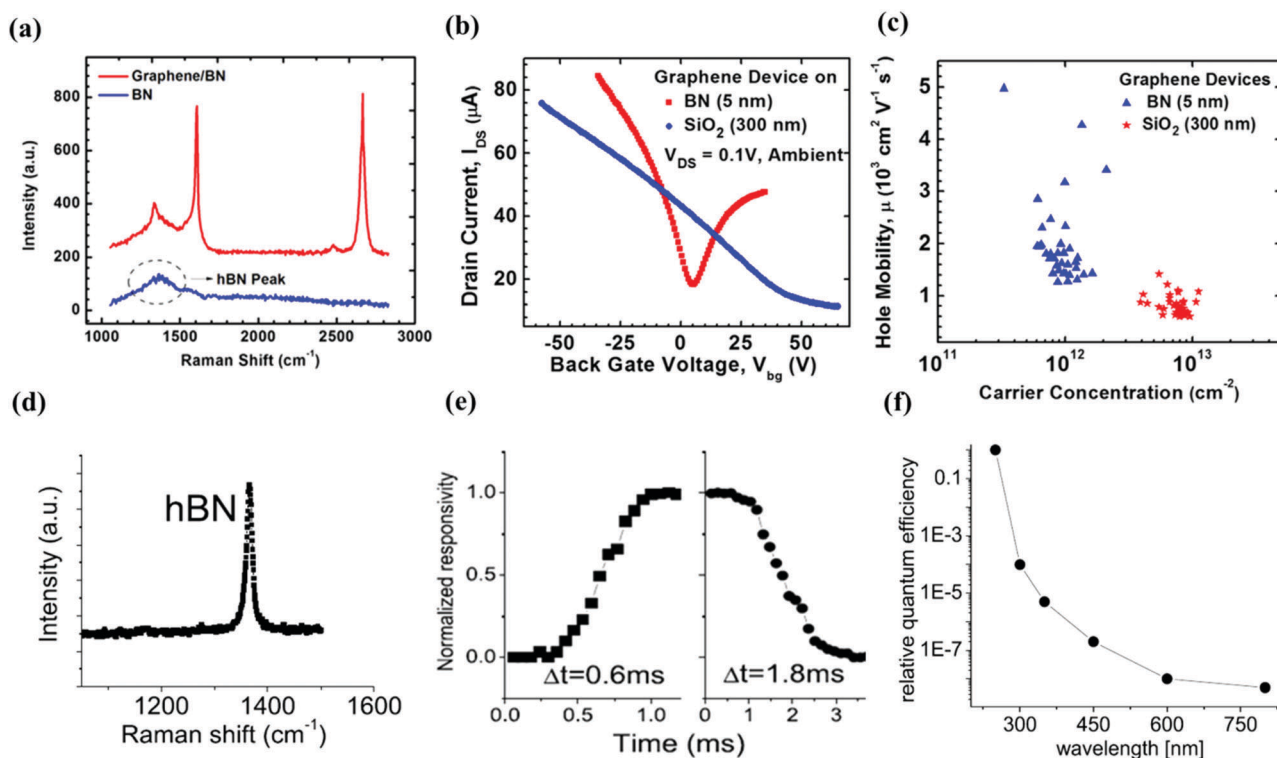 (a)
Graphene/BN
BN
hBN Peak
Intensity (a.u.)
800
600
400
200
0
1000 1500 2000 2500 3000
Raman Shift (cm⁻¹)
(b)
Graphene Device on
BN (5 nm)
SiO₂ (300 nm)
V_DS = 0.1V, Ambient
Drain Current, I_DS (μA)
80
60
40
20
-50 -25 0 25 50
Back Gate Voltage, V_bg (V)
(c)
Graphene Devices
BN (5 nm)
SiO₂ (300 nm)
Hole Mobility, μ (10³ cm² V⁻¹ s⁻¹)
5
4
3
2
1
10¹¹ 10¹² 10¹³
Carrier Concentration (cm⁻²)
(d)
hBN
Intensity (a.u.)
1200 1400 1600
Raman shift (cm⁻¹)
(e)
Normalized responsivity
1.0
0.5
0.0
Δt=0.6ms Δt=1.8ms
0.0 0.5 1.0 0 1 2 3
Time (ms)
(f)
relative quantum efficiency
0.1
1E-3
1E-5
1E-7
300 450 600 750
wavelength [nm]